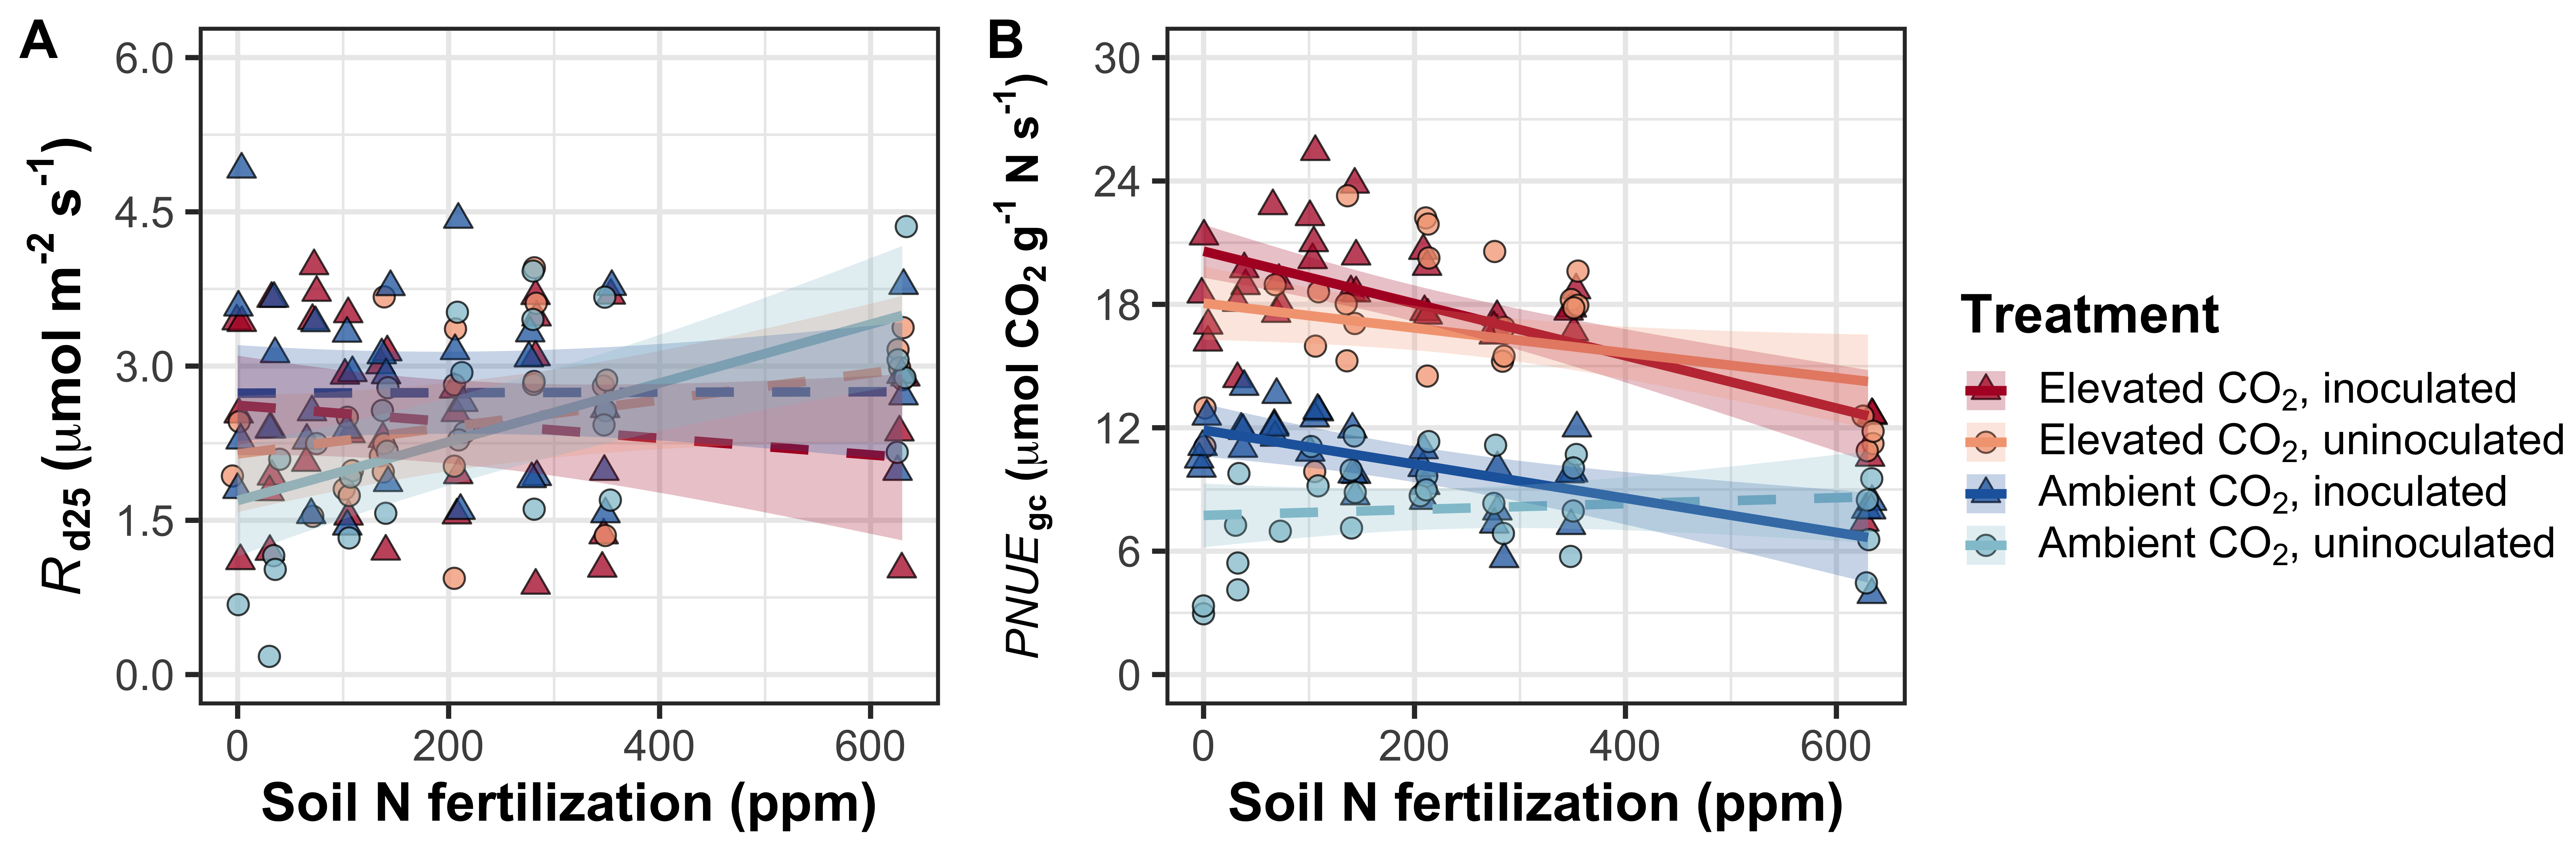 A
6.0
4.5
3.0
1.5
0.0
R_d25 (μmol m⁻² s⁻¹)
0 200 400 600
Soil N fertilization (ppm)
B
30
24
18
12
6
0
PNUE_gc (μmol CO₂ g⁻¹ N s⁻¹)
0 200 400 600
Soil N fertilization (ppm)
Treatment
Elevated CO₂, inoculated
Elevated CO₂, uninoculated
Ambient CO₂, inoculated
Ambient CO₂, uninoculated